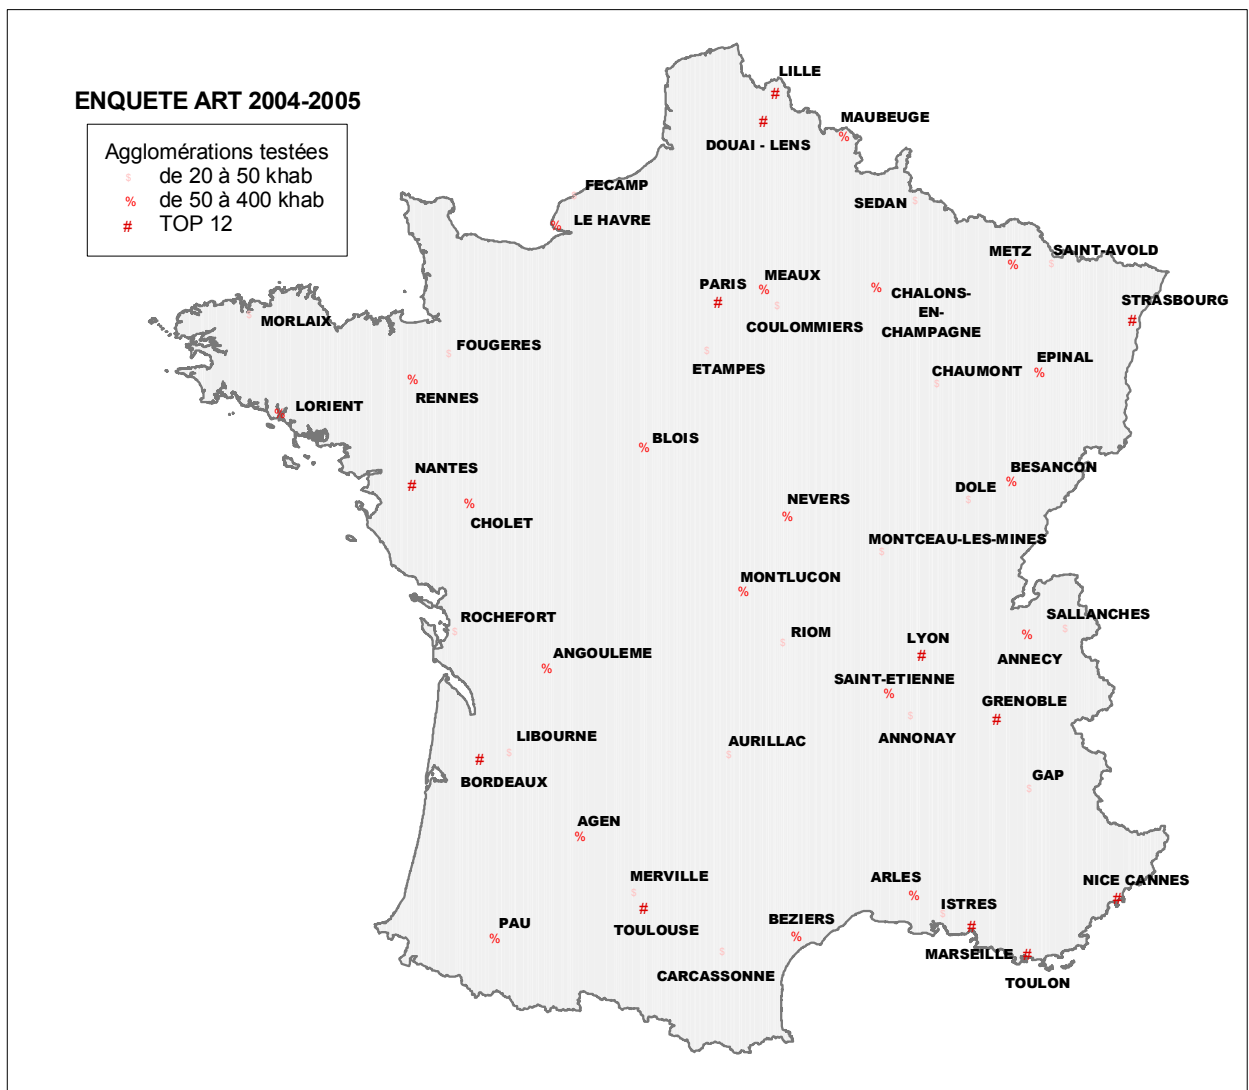 ENQUETE ART 2004-2005
Agglomérations testées
$ de 20 à 50 khab
% de 50 à 400 khab
# TOP 12
LILLE
#
MAUBEUGE
%
#
DOUAI - LENS
FECAMP
$
SEDAN $
LE HAVRE
%
METZ
%
SAINT-AVOLD
$
PARIS
#
MEAUX
%
%
CHALONS-
EN-
CHAMPAGNE
STRASBOURG
#
$
COULOMMIERS
MORLAIX
$
FOUGERES
$
$
ETAMPES
CHAUMONT
$
EPINAL
%
%
RENNES
LORIENT
%
BLOIS
%
NANTES
#
BESANCON
%
DOLE
$
%
CHOLET
NEVERS
%
MONTCEAU-LES-MINES
$
MONTLUCON
%
ROCHEFORT
$
SALLANCHES
$
RIOM
$
LYON
#
%
ANNECY
ANGOULEME
%
SAINT-ETIENNE
%
GRENOBLE
#
$
ANNONAY
LIBOURNE
$
AURILLAC
$
#
BORDEAUX
GAP
$
AGEN
%
MERVILLE
$
ARLES
%
NICE CANNES
#
#
TOULOUSE
ISTRES
$
PAU
%
BEZIERS
%
#
MARSEILLE
#
TOULON
$
CARCASSONNE